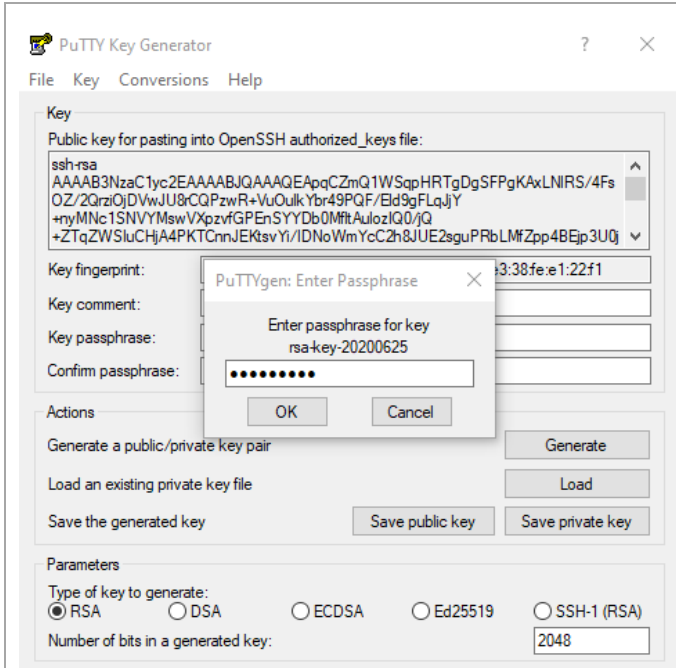 PuTTY Key Generator
? ×
File Key Conversions Help
Key
Public key for pasting into OpenSSH authorized_keys file:
ssh-rsa
AAAAB3NzaC1yc2EAAAABJQAAAQEApqCZmQ1WSqpHRTgDgSFPgKAxLNIRS/4Fs
OZ/2QrziOjDVwJU8rCQPzwR+VuOulkYbr49PQF/Eld9gFLqJjY
+nyMNc1SNVYMswVXpzvfGPEnSYYDb0MfltAulozIQ0/jQ
+ZTqZWSIuCHjA4PKTCnnJEKtsvYi/IDNoWmYcC2h8JUE2sguPRbLMfZpp4BEjp3U0j
Key fingerprint: e3:38:fe:e1:22:f1
PuTTYgen: Enter Passphrase ×
Key comment:
Enter passphrase for key
Key passphrase:
rsa-key-20200625
Confirm passphrase: •••••••••
OK Cancel
Actions
Generate a public/private key pair Generate
Load an existing private key file Load
Save the generated key Save public key Save private key
Parameters
Type of key to generate:
RSA DSA ECDSA Ed25519 SSH-1 (RSA)
Number of bits in a generated key: 2048